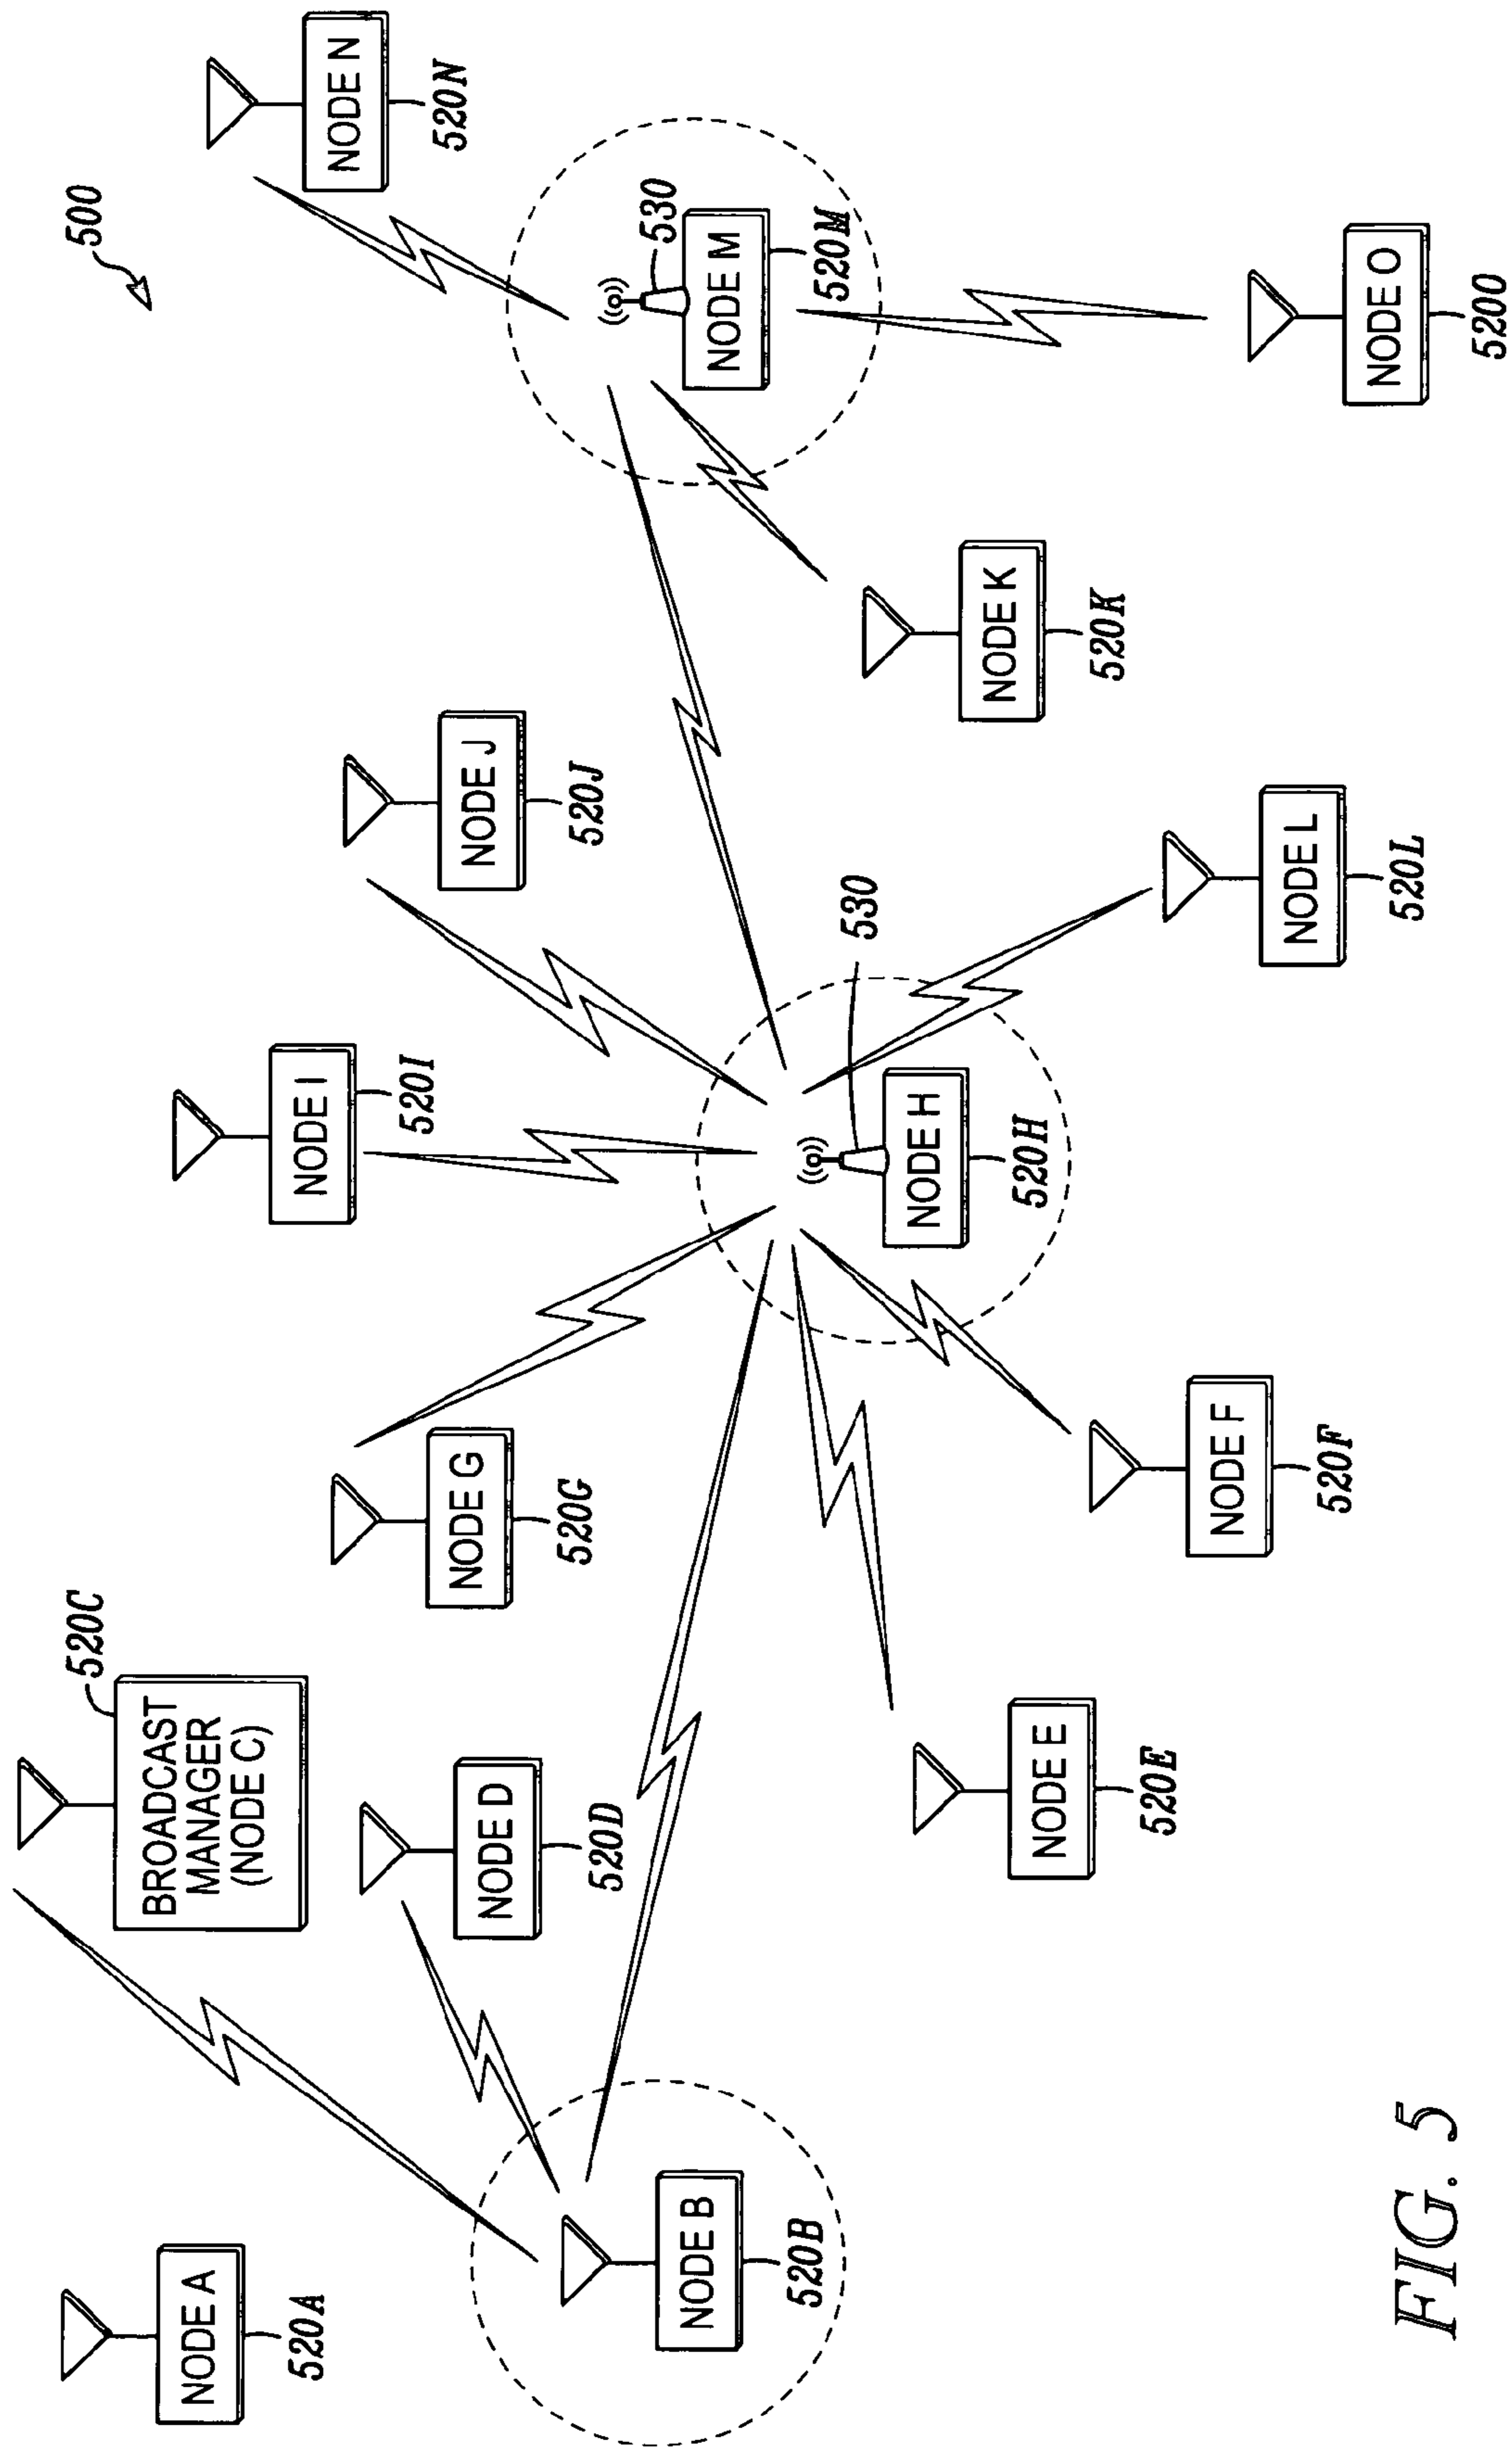 500
NODE A
520A
BROADCAST
MANAGER
(NODE C)
520C
NODE D
520D
NODE B
520B
NODE G
520G
NODE I
520I
NODE J
520J
NODE N
520N
530
NODE M
520M
530
NODE H
520H
NODE E
520E
NODE F
520F
NODE L
520L
NODE K
520K
NODE O
520O
FIG. 5